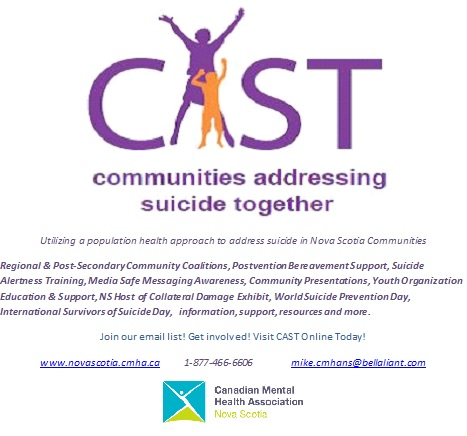 CAST
communities addressing
suicide together
Utilizing a population health approach to address suicide in Nova Scotia Communities
Regional & Post-Secondary Community Coalitions, Postvention Bereavement Support, Suicide
Alertness Training, Media Safe Messaging Awareness, Community Presentations, Youth Organization
Education & Support, NS Host of Collateral Damage Exhibit, World Suicide Prevention Day,
International Survivors of Suicide Day, information, support, resources and more.
Join our email list! Get involved! Visit CAST Online Today!
www.novascotia.cmha.ca 1-877-466-6606 mike.cmhans@bellaliant.com
Canadian Mental
Health Association
Nova Scotia